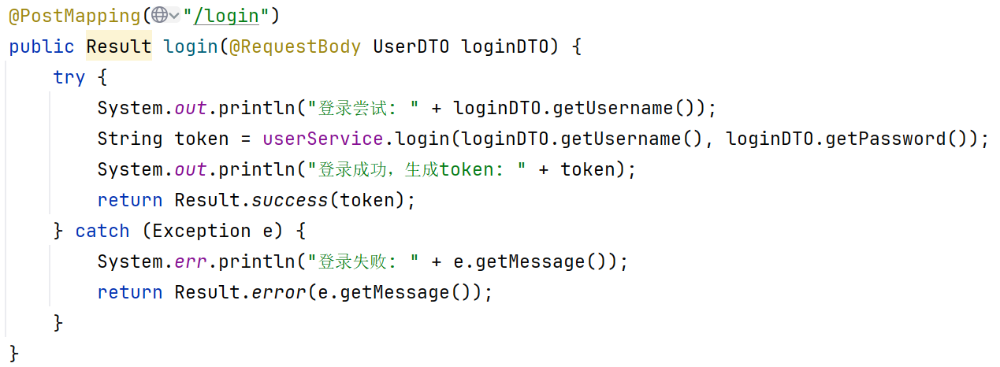 @PostMapping("/login")
public Result login(@RequestBody UserDTO loginDTO) {
    try {
        System.out.println("登录尝试: " + loginDTO.getUsername());
        String token = userService.login(loginDTO.getUsername(), loginDTO.getPassword());
        System.out.println("登录成功，生成token: " + token);
        return Result.success(token);
    } catch (Exception e) {
        System.err.println("登录失败: " + e.getMessage());
        return Result.error(e.getMessage());
    }
}